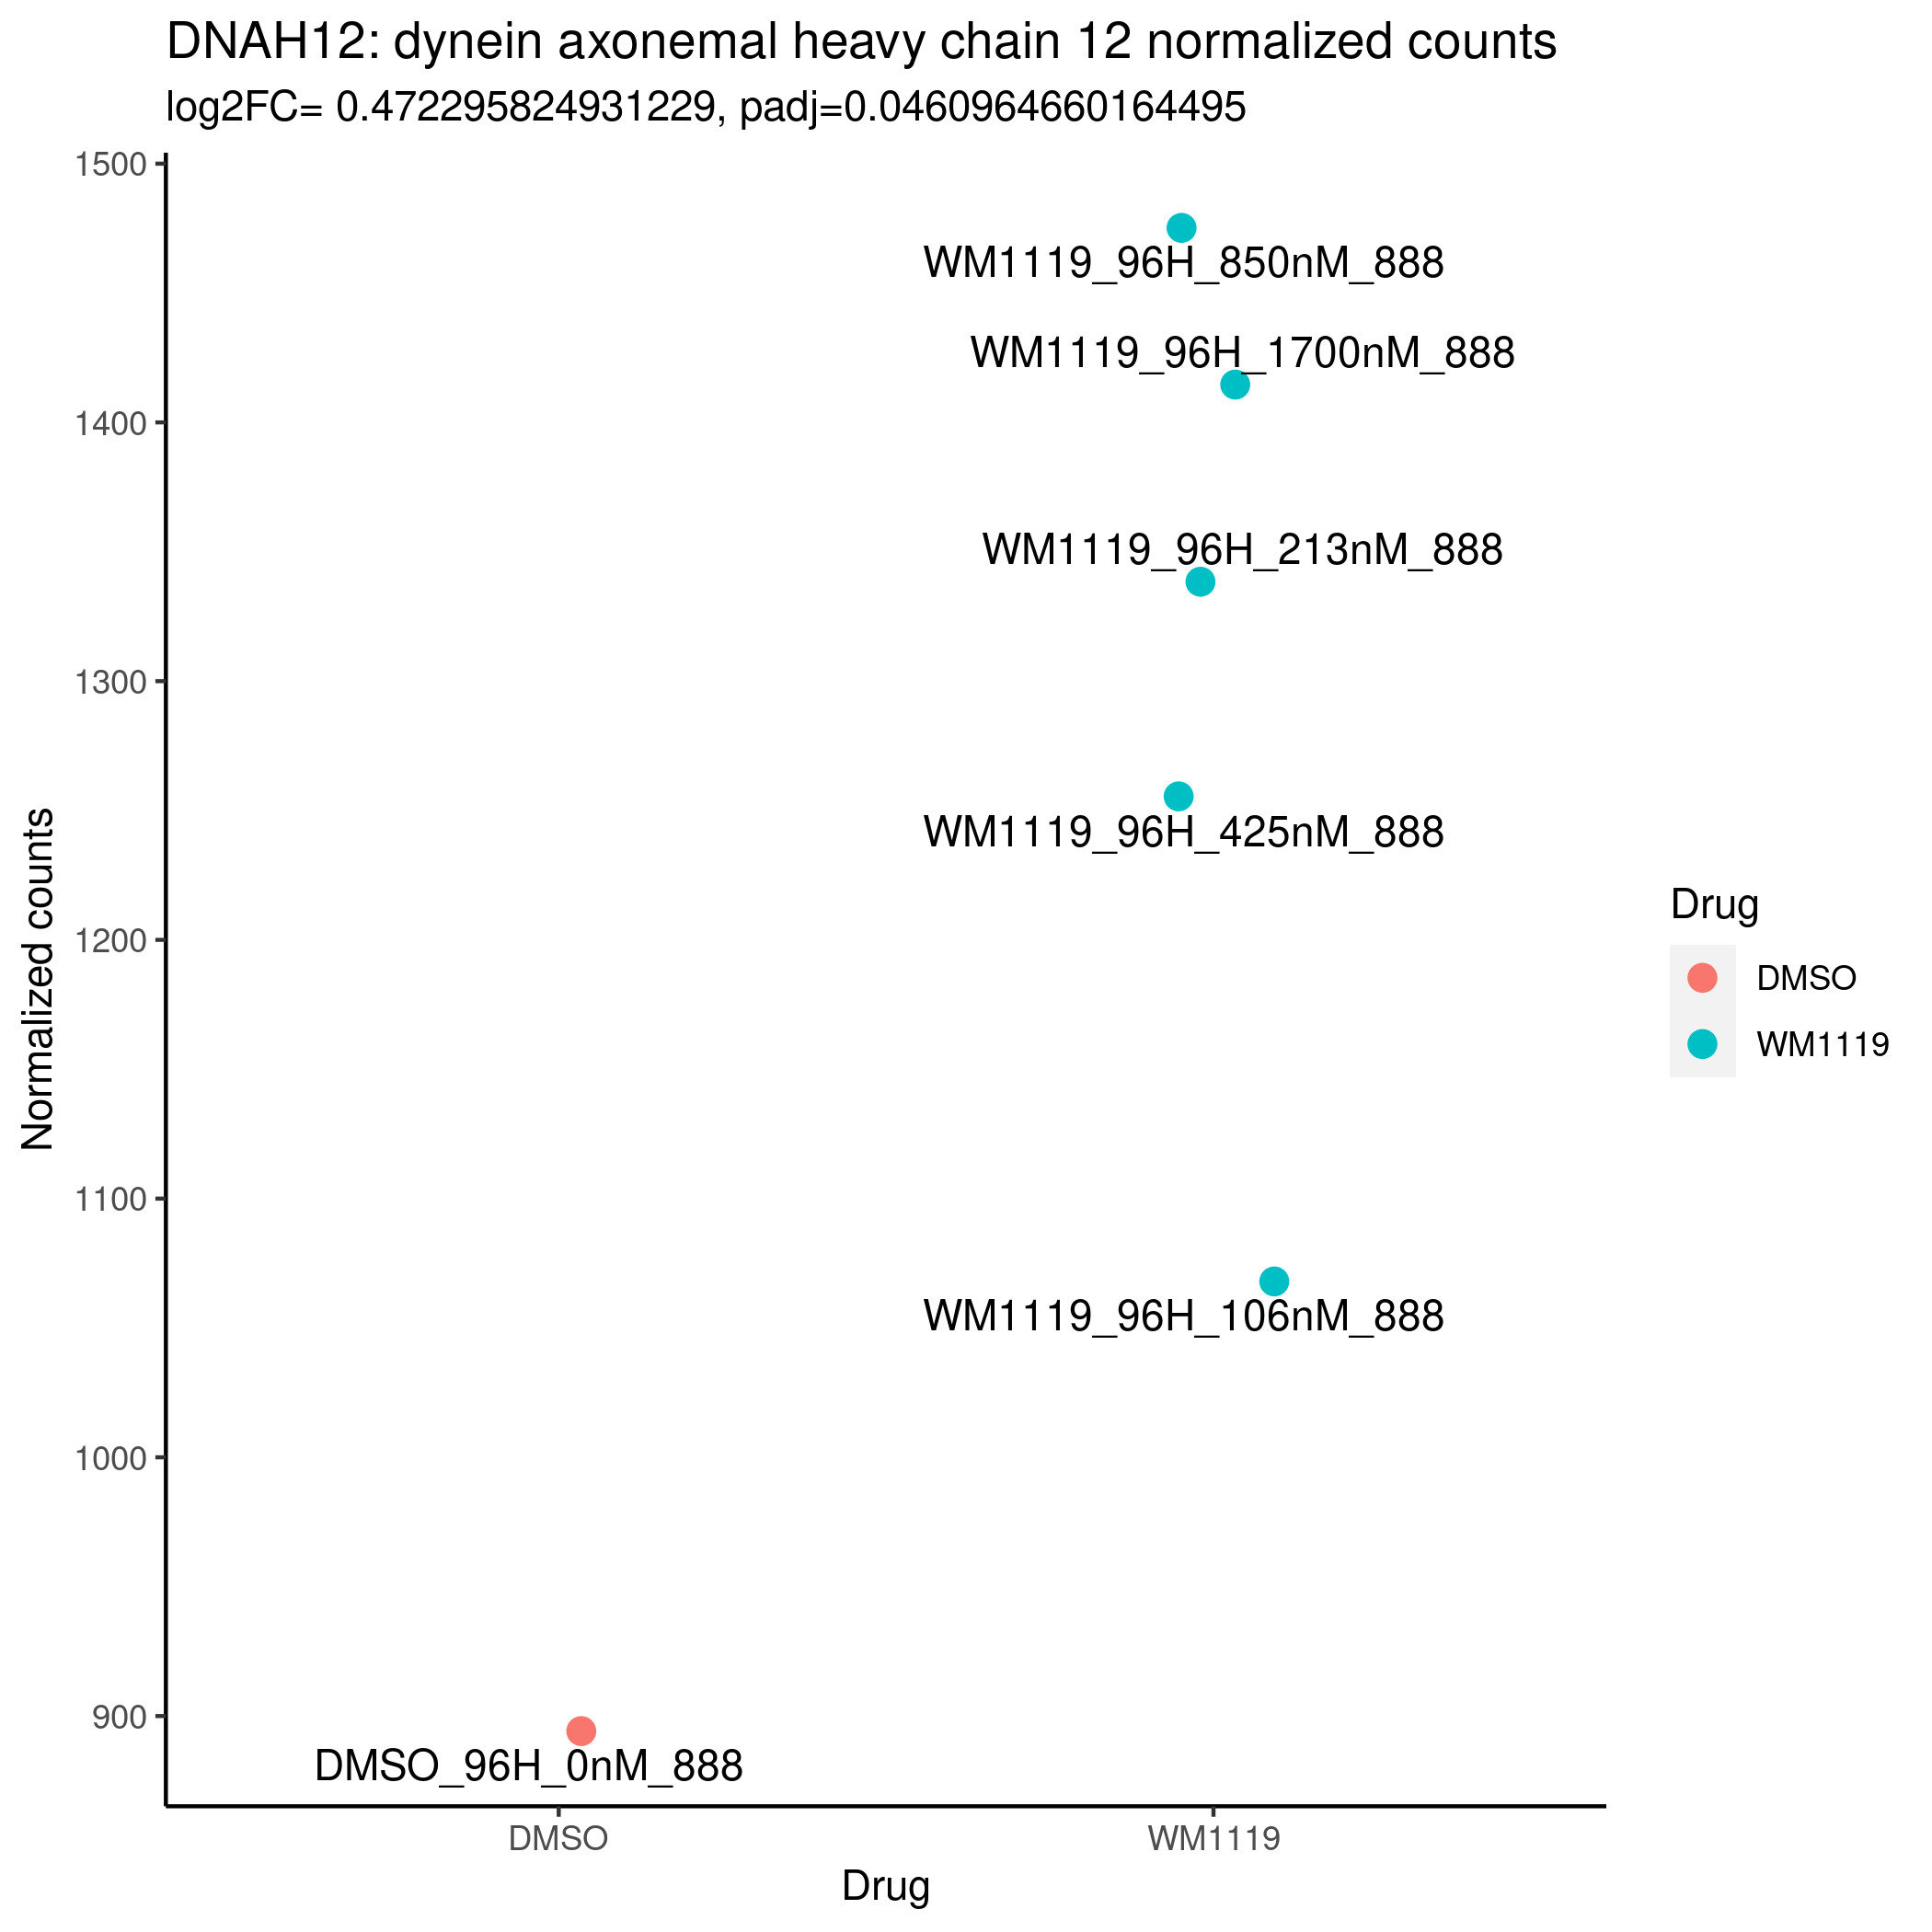 DNAH12: dynein axonemal heavy chain 12 normalized counts
log2FC= 0.472295824931229, padj=0.0460964660164495
1500
WM1119_96H_850nM_888
WM1119_96H_1700nM_888
1400
WM1119_96H_213nM_888
1300
WM1119_96H_425nM_888
1200
Normalized counts
Drug
DMSO
WM1119
1100
WM1119_96H_106nM_888
1000
900
DMSO_96H_0nM_888
DMSO
WM1119
Drug